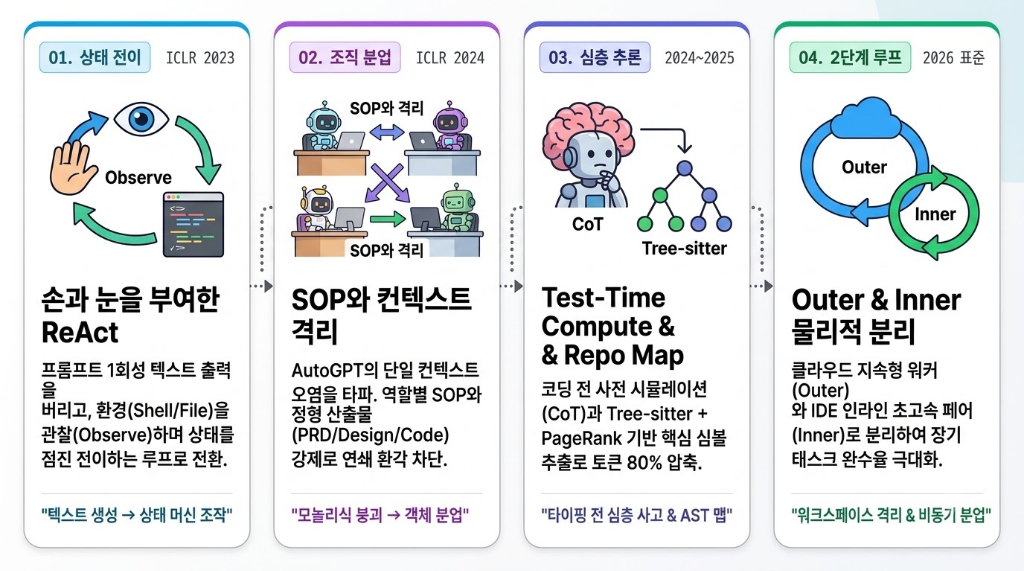 01. 상태 전이
ICLR 2023
Observe
손과 눈을 부여한
ReAct
프롬프트 1회성 텍스트 출력
을
버리고, 환경(Shell/File)을
관찰(Observe)하며 상태를
점진 전이하는 루프로 전환.
"텍스트 생성 → 상태 머신 조작"
02. 조직 분업
ICLR 2024
SOP와 격리
SOP와 격리
SOP와 컨텍스트
격리
AutoGPT의 단일 컨텍스트
오염을 타파. 역할별 SOP와
정형 산출물
(PRD/Design/Code)
강제로 연쇄 환각 차단.
"모놀리식 붕괴 → 객체 분업"
03. 심층 추론
2024~2025
CoT
Tree-sitter
Test-Time
Compute &
& Repo Map
코딩 전 사전 시뮬레이션
(CoT)과 Tree-sitter +
PageRank 기반 핵심 심볼
추출로 토큰 80% 압축.
"타이핑 전 심층 사고 & AST 맵"
04. 2단계 루프
2026 표준
Outer
Inner
Outer & Inner
물리적 분리
클라우드 지속형 워커
(Outer)
와 IDE 인라인 초고속 페어
(Inner)로 분리하여 장기
태스크 완수율 극대화.
"워크스페이스 격리 & 비동기 분업"